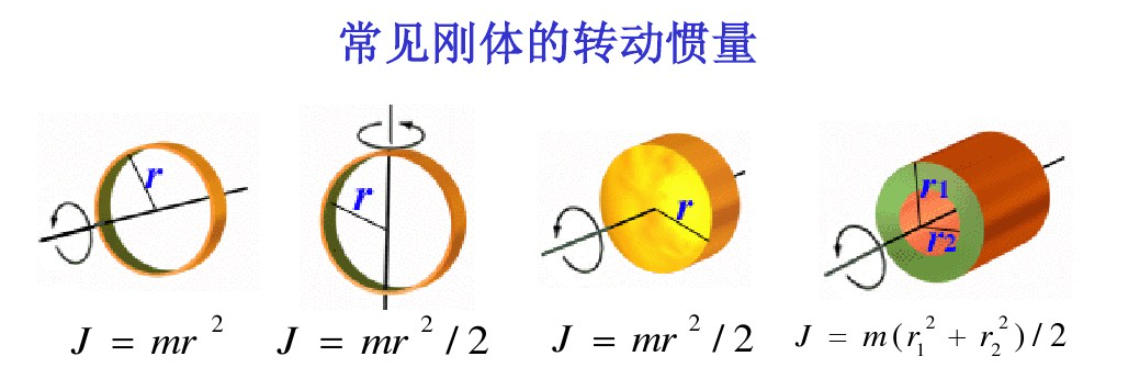 常见刚体的转动惯量
r
r
r
r1
r2
J = mr²
J = mr²/2
J = mr²/2
J = m(r₁² + r₂²)/2